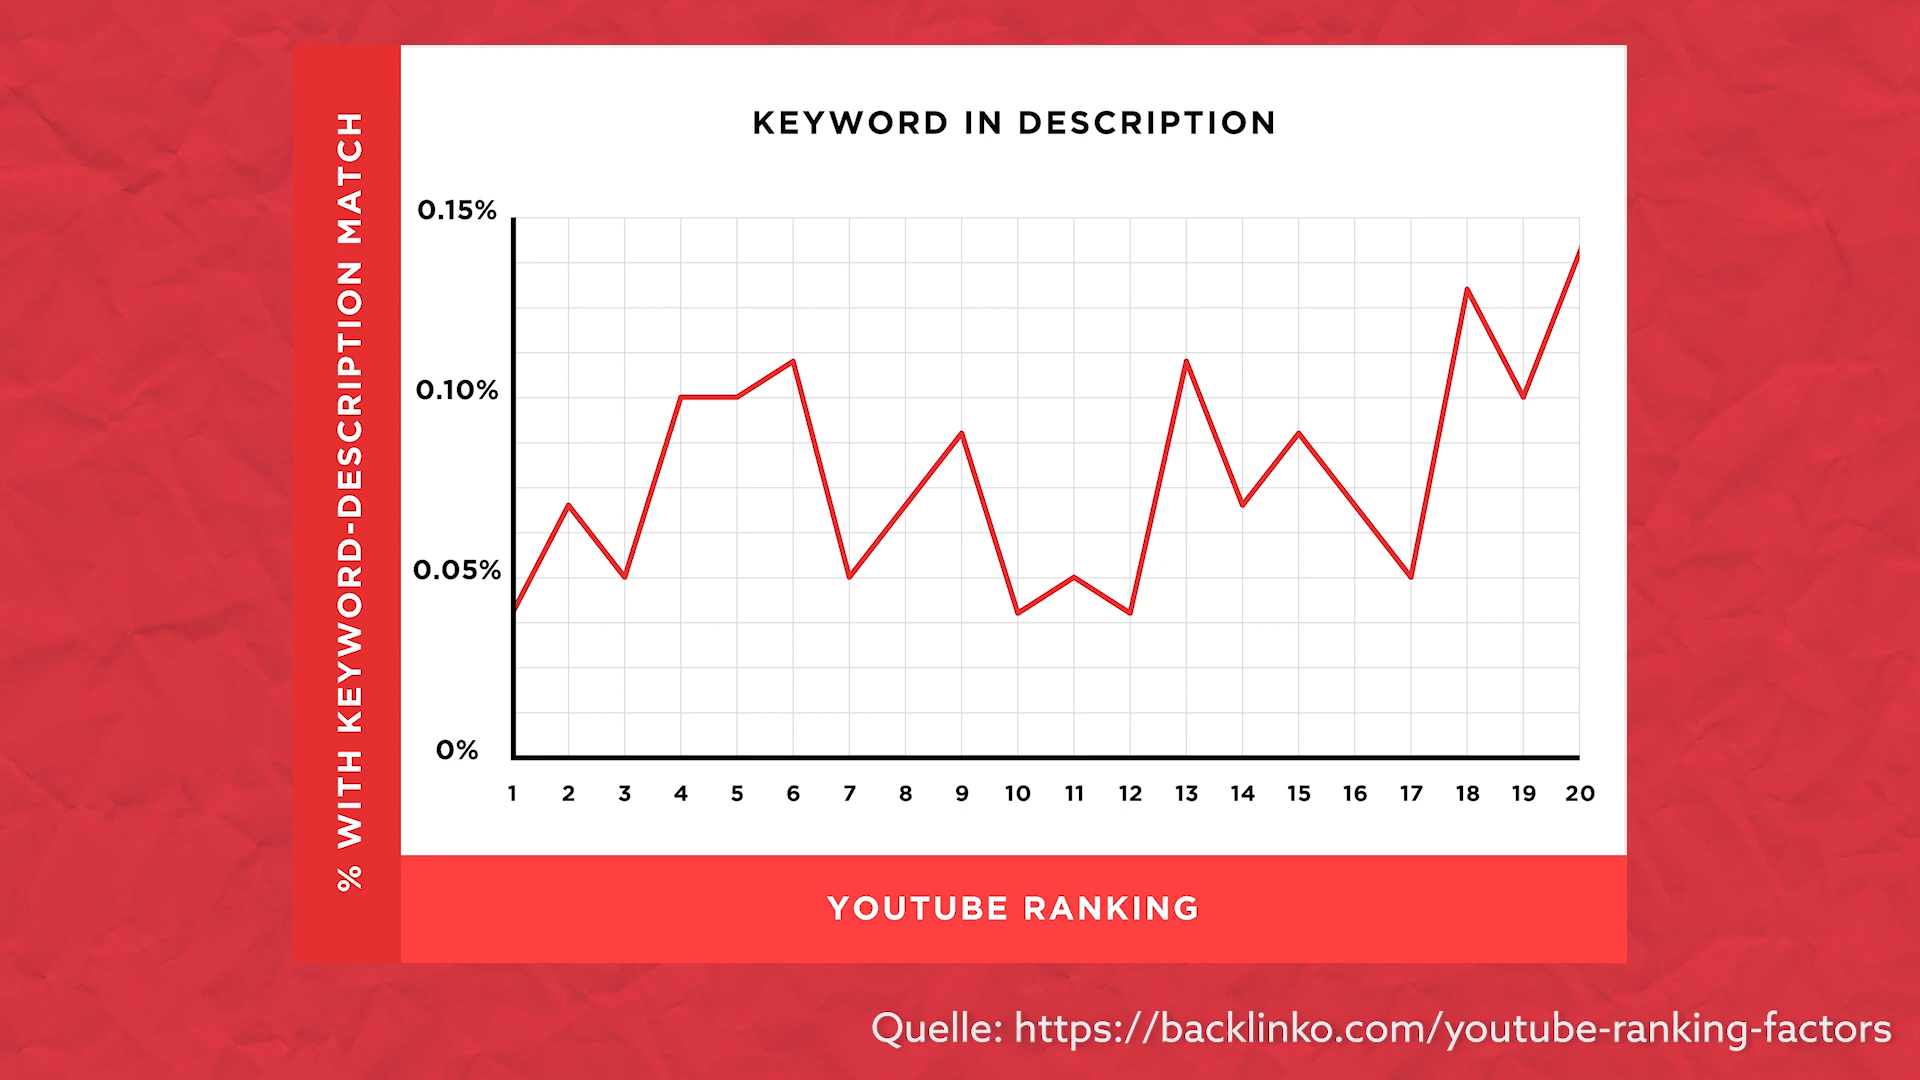 KEYWORD IN DESCRIPTION
% WITH KEYWORD-DESCRIPTION MATCH
0.15%
0.10%
0.05%
0%
1 2 3 4 5 6 7 8 9 10 11 12 13 14 15 16 17 18 19 20
YOUTUBE RANKING
Quelle: https://backlinko.com/youtube-ranking-factors